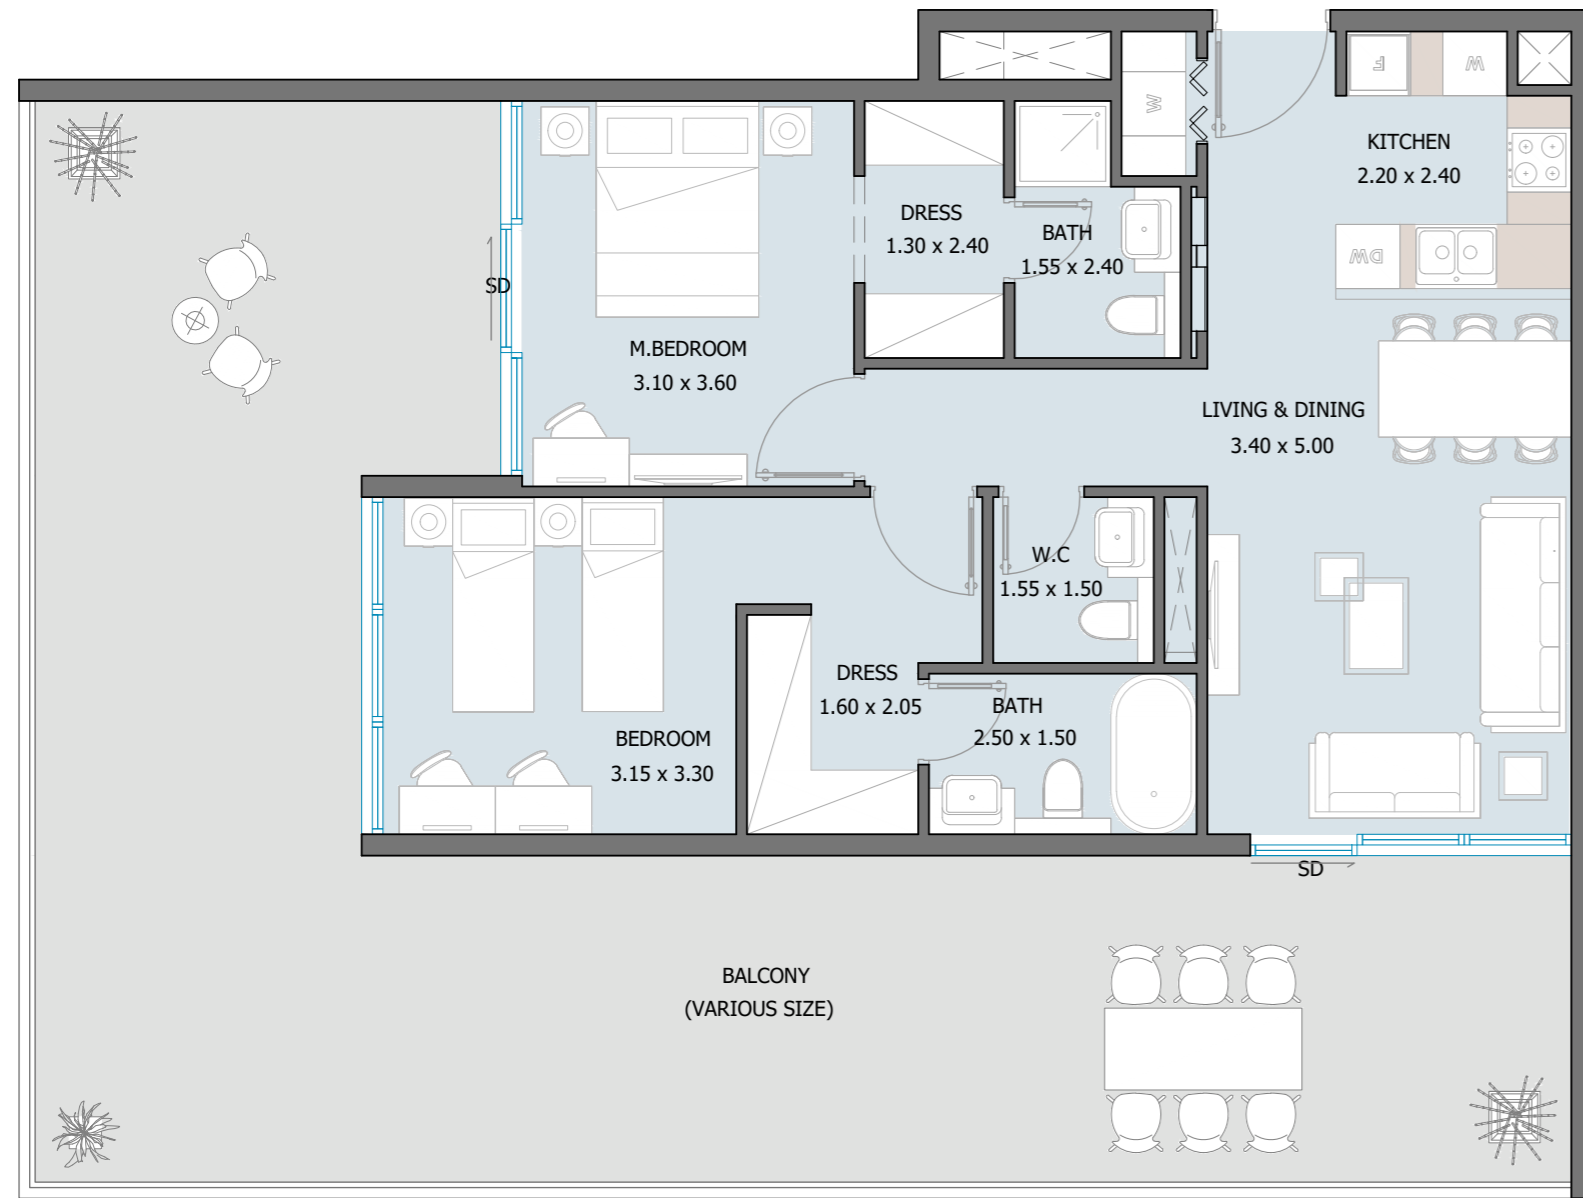 F
W
W
KITCHEN
2.20 x 2.40
DRESS
1.30 x 2.40
BATH
1.55 x 2.40
DW
SD
M.BEDROOM
3.10 x 3.60
LIVING & DINING
3.40 x 5.00
W.C
1.55 x 1.50
DRESS
1.60 x 2.05
BATH
2.50 x 1.50
BEDROOM
3.15 x 3.30
SD
BALCONY
(VARIOUS SIZE)